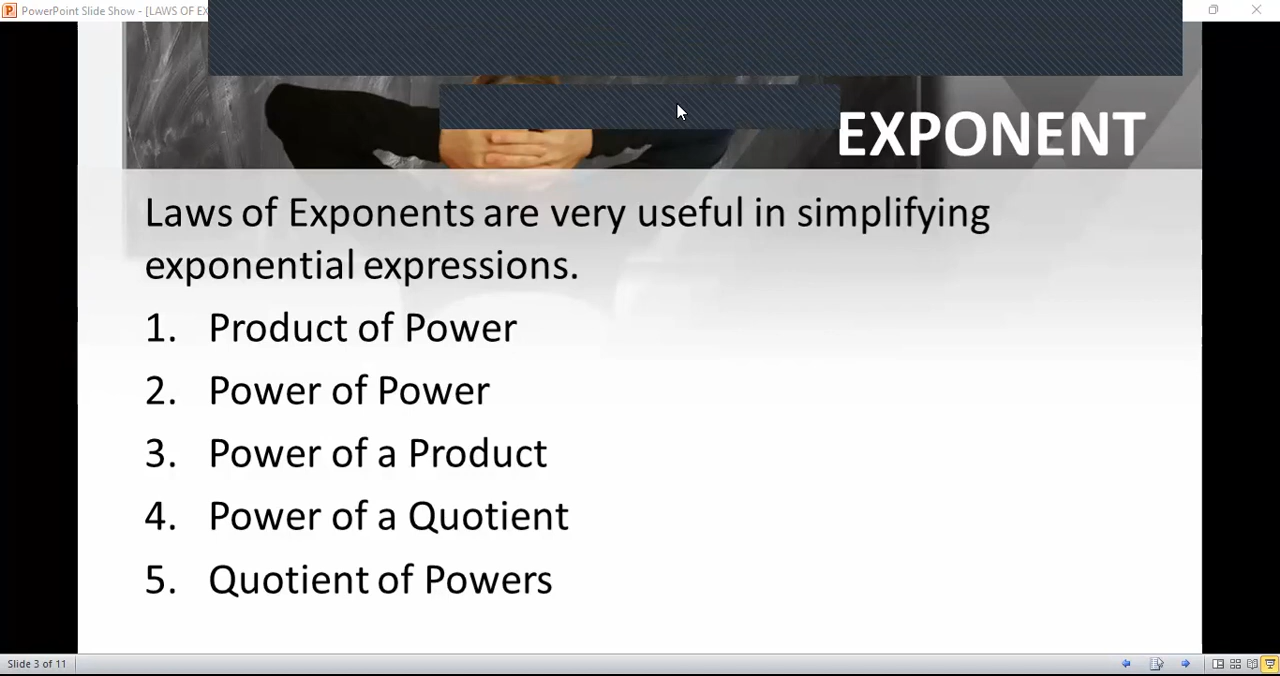 PowerPoint Slide Show - [LAWS OF EX
EXPONENT
Laws of Exponents are very useful in simplifying
exponential expressions.
1. Product of Power
2. Power of Power
3. Power of a Product
4. Power of a Quotient
5. Quotient of Powers
Slide 3 of 11